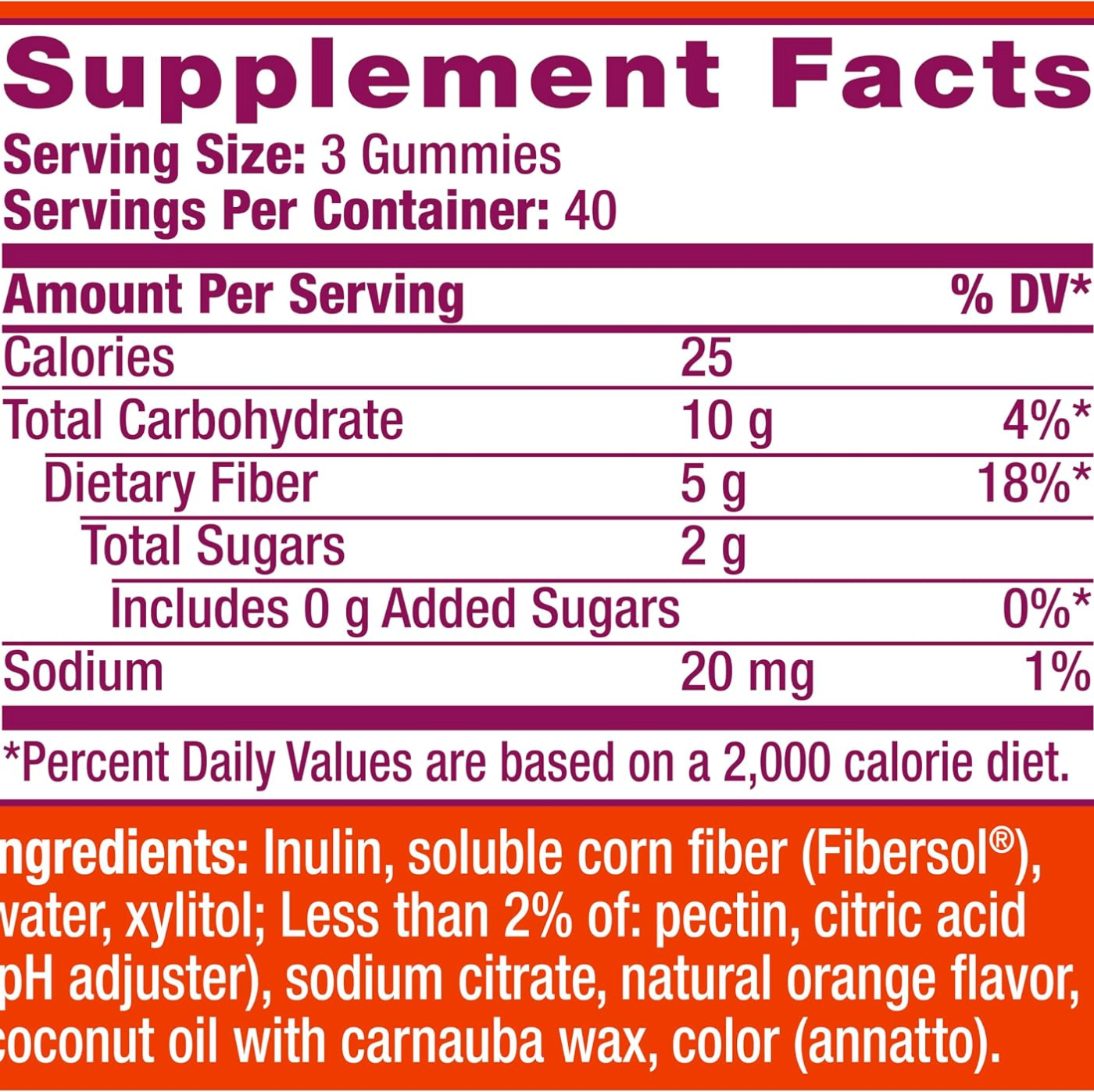 Supplement Facts
Serving Size: 3 Gummies
Servings Per Container: 40
Amount Per Serving % DV*
Calories 25
Total Carbohydrate 10 g 4%*
Dietary Fiber 5 g 18%*
Total Sugars 2 g
Includes 0 g Added Sugars 0%*
Sodium 20 mg 1%
*Percent Daily Values are based on a 2,000 calorie diet.
ngredients: Inulin, soluble corn fiber (Fibersol®),
water, xylitol; Less than 2% of: pectin, citric acid
pH adjuster), sodium citrate, natural orange flavor,
coconut oil with carnauba wax, color (annatto).